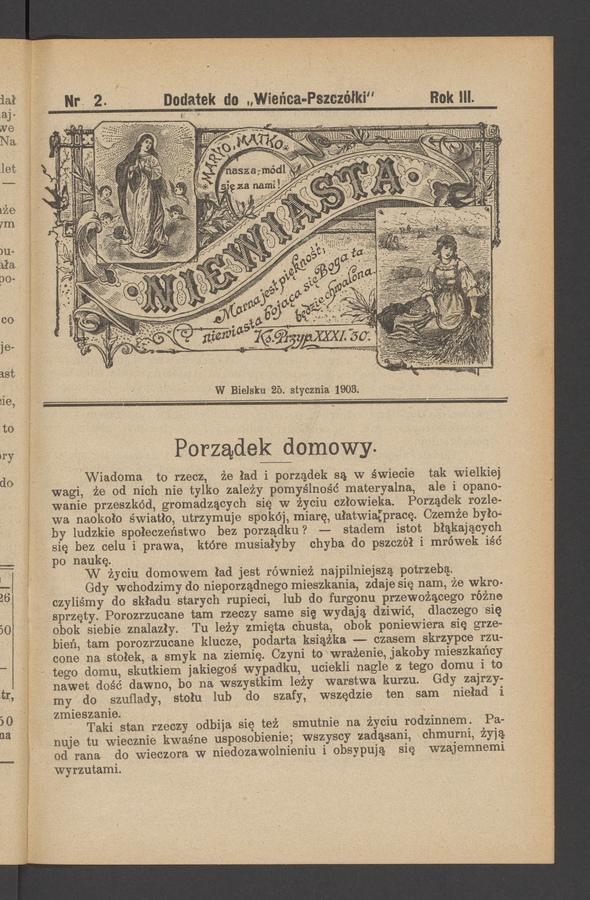 Nr 2. Dodatek do „Wieńca-Pszczółki" Rok III.
MARYO, MATKO
nasza, módl
się za nami!
NIEWIASTA
Marna jest piękność;
niewiasta bojąca się Boga ta
będzie chwalona.
Ks. Przyp. XXXI. 30.
W Bielsku 25. stycznia 1903.
Porządek domowy.
Wiadoma to rzecz, że ład i porządek są w świecie tak wielkiej
wagi, że od nich nie tylko zależy pomyślność materyalna, ale i opano-
wanie przeszkód, gromadzących się w życiu człowieka. Porządek rozle-
wa naokoło światło, utrzymuje spokój, miarę, ułatwia pracę. Czemże było-
by ludzkie społeczeństwo bez porządku? — stadem istot błąkających
się bez celu i prawa, które musiałyby chyba do pszczół i mrówek iść
po naukę.
W życiu domowem ład jest również najpilniejszą potrzebą.
Gdy wchodzimy do nieporządnego mieszkania, zdaje się nam, że wkro-
czyliśmy do składu starych rupieci, lub do furgonu przewożącego różne
sprzęty. Porozrzucane tam rzeczy same się wydają dziwić, dlaczego się
obok siebie znalazły. Tu leży zmięta chusta, obok poniewiera się grze-
bień, tam porozrzucane klucze, podarta książka — czasem skrzypce rzu-
cone na stołek, a smyk na ziemię. Czyni to wrażenie, jakoby mieszkańcy
tego domu, skutkiem jakiegoś wypadku, uciekli nagle z tego domu i to
nawet dość dawno, bo na wszystkim leży warstwa kurzu. Gdy zajrzy-
my do szuflady, stołu lub do szafy, wszędzie ten sam nieład i
zmieszanie.
Taki stan rzeczy odbija się też smutnie na życiu rodzinnem. Pa-
nuje tu wiecznie kwaśne usposobienie; wszyscy zadąsani, chmurni, żyją
od rana do wieczora w niedozawolnieniu i obsypują się wzajemnemi
wyrzutami.